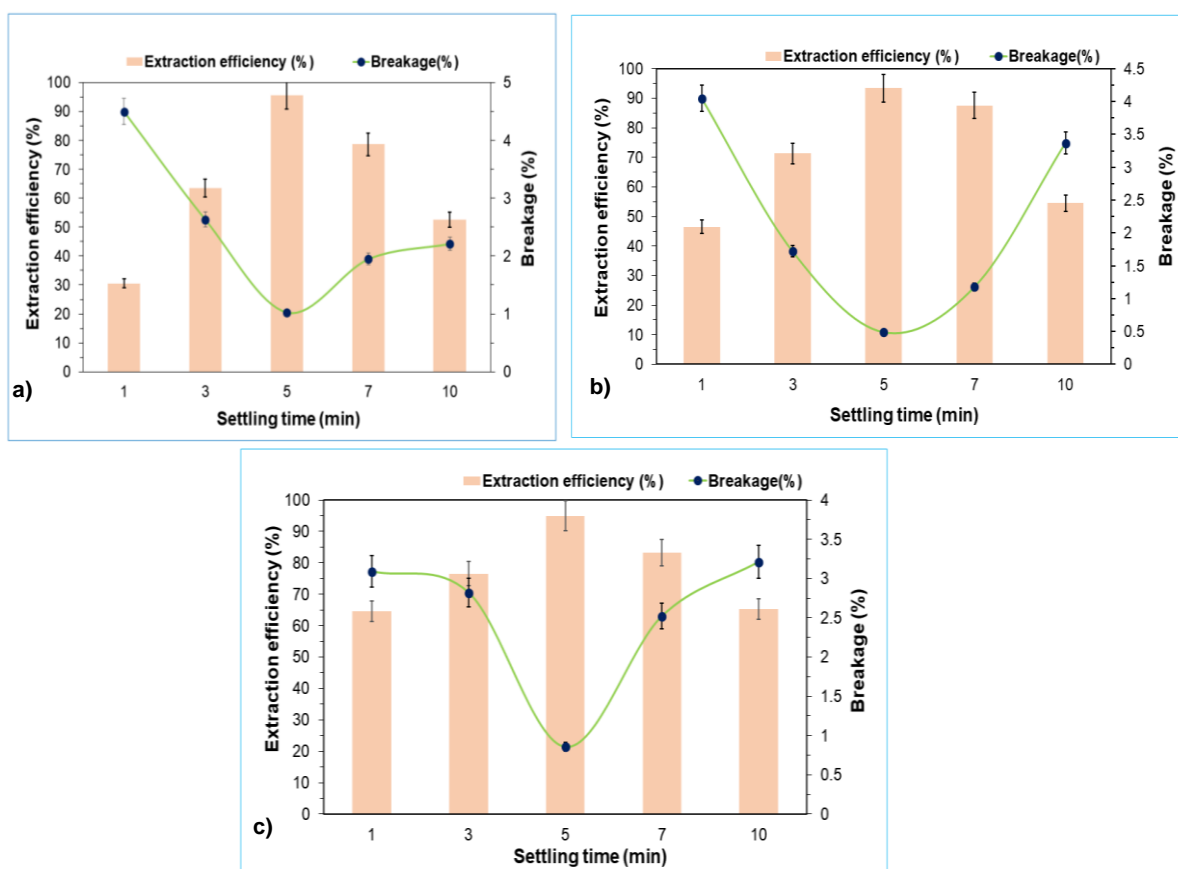 Extraction efficiency (%) Breakage(%)
100 5
90
80 4
70
60 3
50
40 2
30
20 1
10
0 0
Extraction efficiency (%)
Breakage (%)
1 3 5 7 10
Settling time (min)
a)
Extraction efficiency (%) Breakage(%)
100 4.5
90 4
80 3.5
70 3
60 2.5
50 2
40 1.5
30 1
20 0.5
10 0
0
Extraction efficiency (%)
Breakage (%)
1 3 5 7 10
Settling time (min)
b)
Extraction efficiency (%) Breakage(%)
100 4
90 3.5
80 3
70 2.5
60 2
50 1.5
40 1
30 0.5
20 0
10
0
Extraction efficiency (%)
Breakage (%)
1 3 5 7 10
Settling time (min)
c)